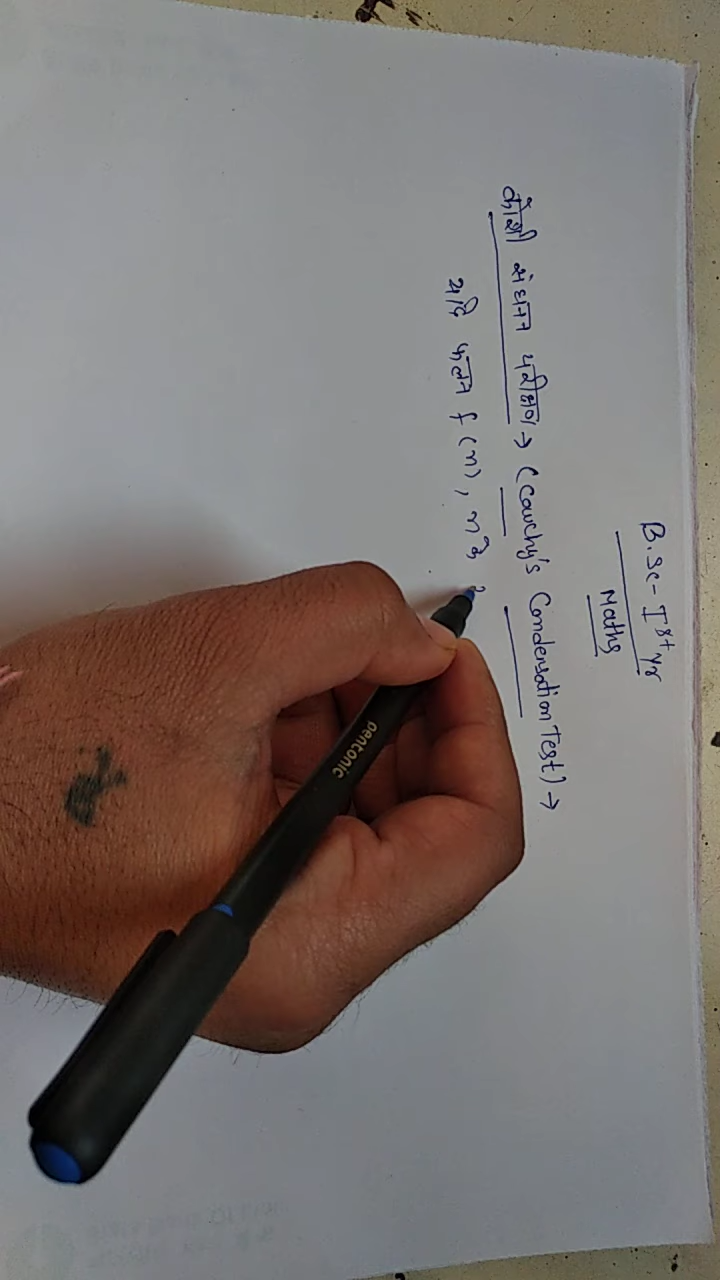 B.Sc-Ist yr
Maths
कोशी संघनन परीक्षण → (Cauchy's Condensation Test) →
यदि फलन f(n), n के
pentonic